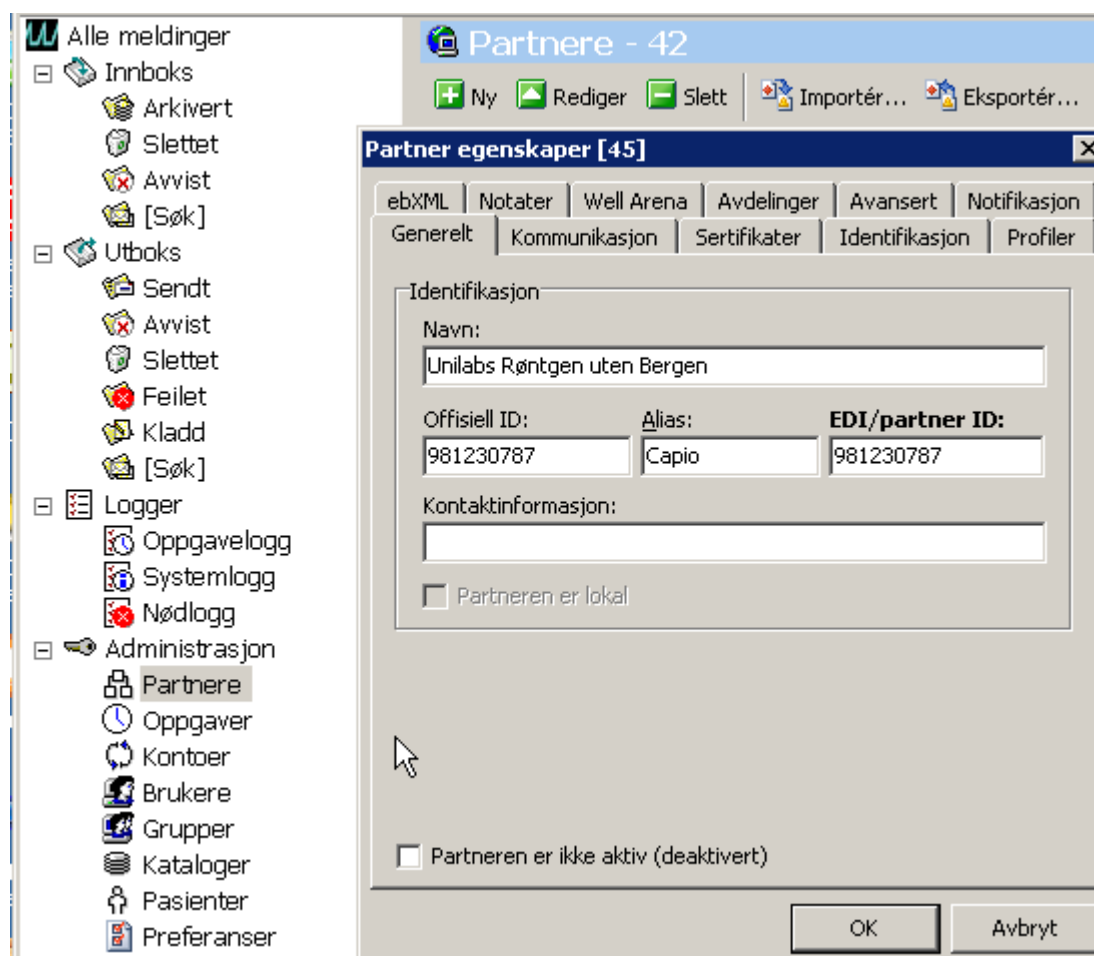 Alle meldinger
Innboks
Arkivert
Slettet
Avvist
[Søk]
Utboks
Sendt
Avvist
Slettet
Feilet
Kladd
[Søk]
Logger
Oppgavelogg
Systemlogg
Nødlogg
Administrasjon
Partnere
Oppgaver
Kontoer
Brukere
Grupper
Kataloger
Pasienter
Preferanser
Partnere - 42
Ny Rediger Slett Importér... Eksportér...
Partner egenskaper [45]
ebXML Notater Well Arena Avdelinger Avansert Notifikasjon
Generelt Kommunikasjon Sertifikater Identifikasjon Profiler
Identifikasjon
Navn:
Unilabs Røntgen uten Bergen
Offisiell ID: Alias: EDI/partner ID:
981230787 Capio 981230787
Kontaktinformasjon:
Partneren er lokal
Partneren er ikke aktiv (deaktivert)
OK Avbryt